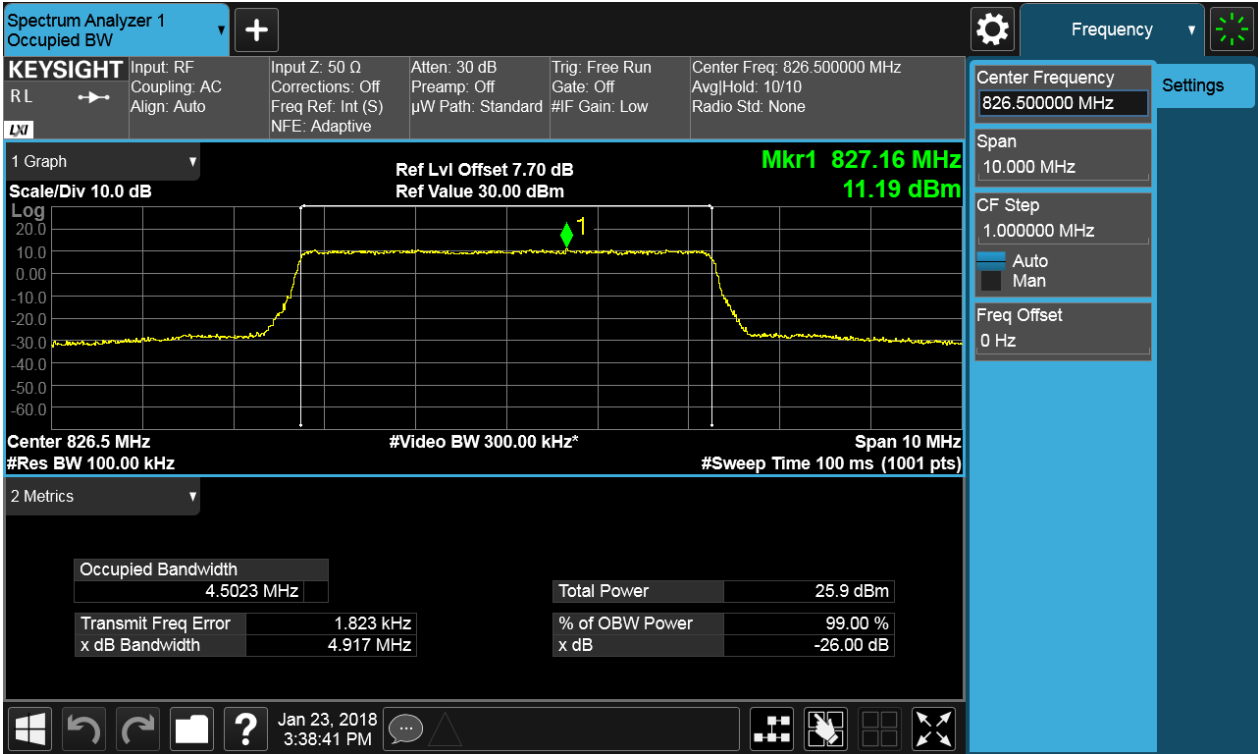 Spectrum Analyzer 1
Occupied BW
+
Frequency
KEYSIGHT
R L
LXI
Input: RF
Coupling: AC
Align: Auto
Input Z: 50 Ω
Corrections: Off
Freq Ref: Int (S)
NFE: Adaptive
Atten: 30 dB
Preamp: Off
µW Path: Standard
Trig: Free Run
Gate: Off
#IF Gain: Low
Center Freq: 826.500000 MHz
Avg|Hold: 10/10
Radio Std: None
Center Frequency
826.500000 MHz
Settings
Span
10.000 MHz
CF Step
1.000000 MHz
Auto
Man
Freq Offset
0 Hz
1 Graph
Scale/Div 10.0 dB
Ref Lvl Offset 7.70 dB
Ref Value 30.00 dBm
Mkr1 827.16 MHz
11.19 dBm
Log
20.0
10.0
0.00
-10.0
-20.0
-30.0
-40.0
-50.0
-60.0
1
Center 826.5 MHz
#Res BW 100.00 kHz
#Video BW 300.00 kHz*
Span 10 MHz
#Sweep Time 100 ms (1001 pts)
2 Metrics
Occupied Bandwidth
4.5023 MHz
Total Power 25.9 dBm
Transmit Freq Error 1.823 kHz
% of OBW Power 99.00 %
x dB Bandwidth 4.917 MHz
x dB -26.00 dB
?
Jan 23, 2018
3:38:41 PM